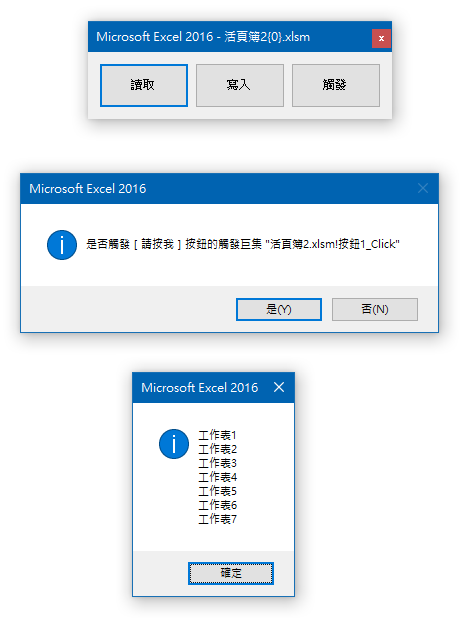 Microsoft Excel 2016 - 活頁簿2{0}.xlsm
x
讀取
寫入
觸發
Microsoft Excel 2016
是否觸發 [ 請按我 ] 按鈕的觸發巨集 "活頁簿2.xlsm!按鈕1_Click"
是(Y)
否(N)
Microsoft Excel 2016
工作表1
工作表2
工作表3
工作表4
工作表5
工作表6
工作表7
確定